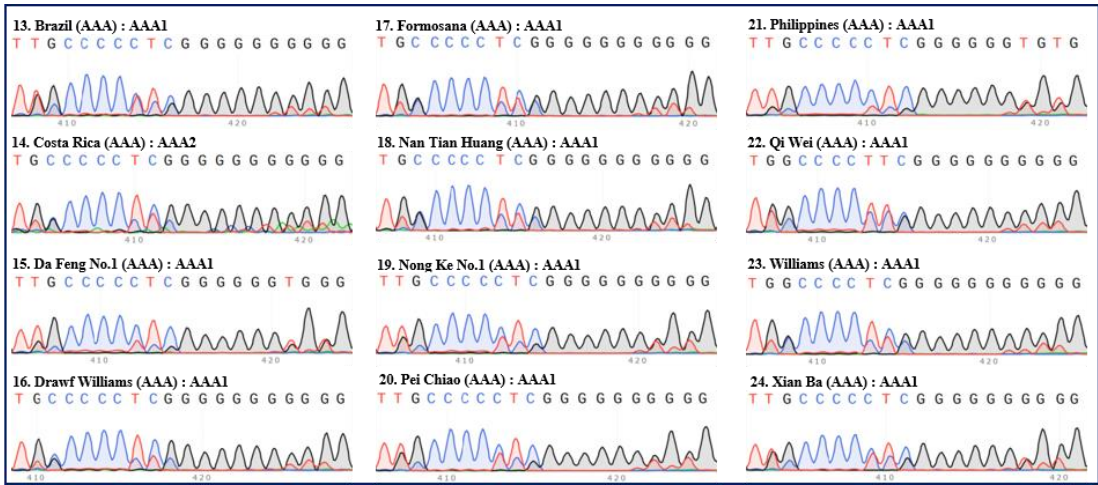 13. Brazil (AAA) : AAA1
T T G C C C C C T C G G G G G G G G G G
410 420
14. Costa Rica (AAA) : AAA2
T G C C C C C T C G G G G G G G G G G G
410 420
15. Da Feng No.1 (AAA) : AAA1
T T G C C C C C T C G G G G G G T G G G
410 420
16. Drawf Williams (AAA) : AAA1
T G C C C C C T C G G G G G G G G G G G
410 420
17. Formosana (AAA) : AAA1
T G C C C C C T C G G G G G G G G G G G
410 420
18. Nan Tian Huang (AAA) : AAA1
T G C C C C C T C G G G G G G G G G G G
410 420
19. Nong Ke No.1 (AAA) : AAA1
T T G C C C C C T C G G G G G G G G G G
410 420
20. Pei Chiao (AAA) : AAA1
T T G C C C C C T C G G G G G G G G G G
410 420
21. Philippines (AAA) : AAA1
T T G C C C C C T C G G G G G G T G T G
410 420
22. Qi Wei (AAA) : AAA1
T G G C C C C T T C G G G G G G G G G G
410 420
23. Williams (AAA) : AAA1
T G G C C C C T C G G G G G G G G G G G
410 420
24. Xian Ba (AAA) : AAA1
T T G C C C C C T C G G G G G G G G G G
410 420